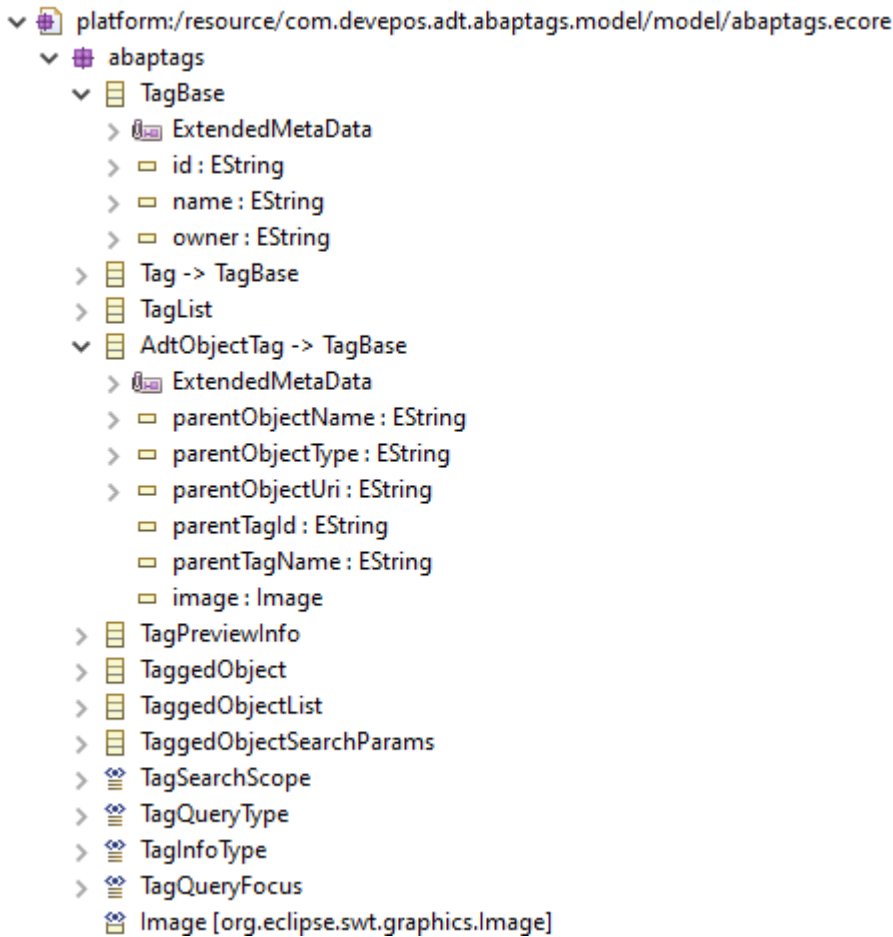 platform:/resource/com.devepos.adt.abaptags.model/model/abaptags.ecore
abaptags
TagBase
ExtendedMetaData
id : EString
name : EString
owner : EString
Tag -> TagBase
TagList
AdtObjectTag -> TagBase
ExtendedMetaData
parentObjectName : EString
parentObjectType : EString
parentObjectUri : EString
parentTagId : EString
parentTagName : EString
image : Image
TagPreviewInfo
TaggedObject
TaggedObjectList
TaggedObjectSearchParams
TagSearchScope
TagQueryType
TagInfoType
TagQueryFocus
Image [org.eclipse.swt.graphics.Image]